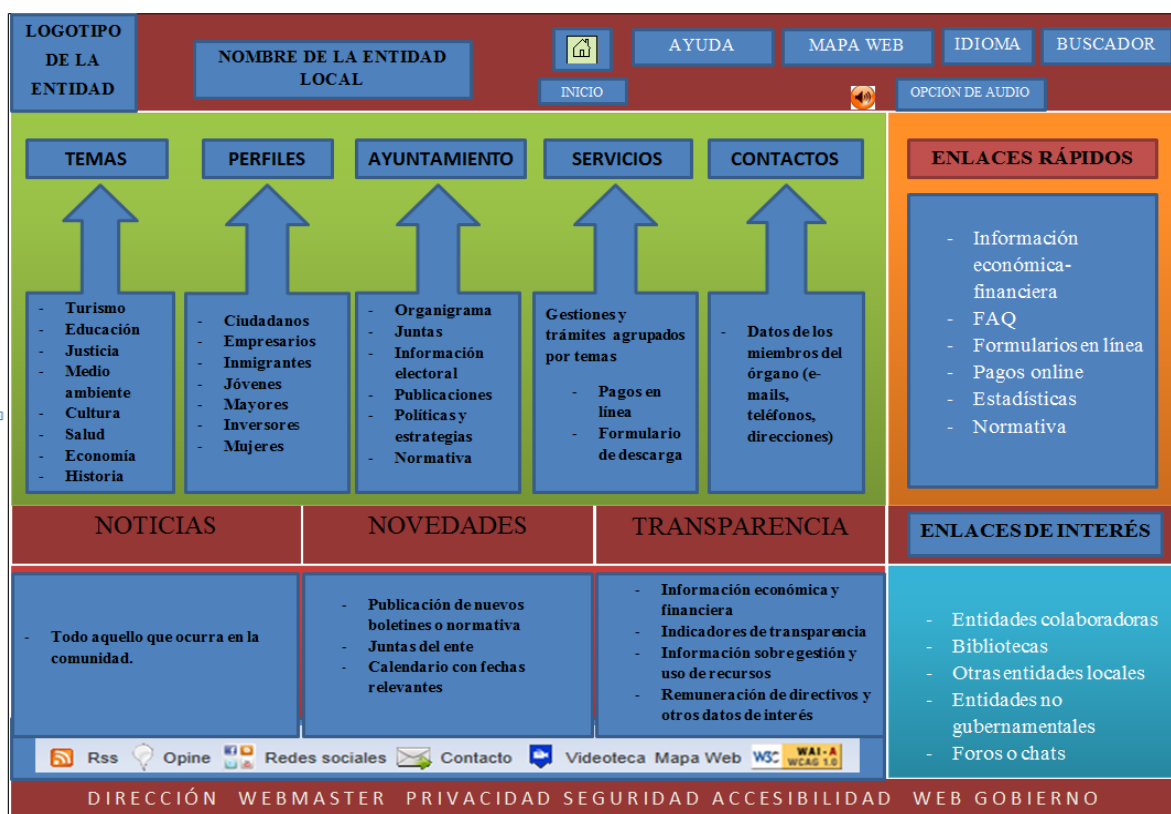 LOGOTIPO
DE LA
ENTIDAD
NOMBRE DE LA ENTIDAD
LOCAL
INICIO
AYUDA
MAPA WEB
IDIOMA
BUSCADOR
OPCION DE AUDIO
TEMAS
PERFILES
AYUNTAMIENTO
SERVICIOS
CONTACTOS
ENLACES RÁPIDOS
- Turismo
- Educación
- Justicia
- Medio
ambiente
- Cultura
- Salud
- Economía
- Historia
- Ciudadanos
- Empresarios
- Inmigrantes
- Jóvenes
- Mayores
- Inversores
- Mujeres
- Organigrama
- Juntas
- Información
electoral
- Publicaciones
- Políticas y
estrategias
- Normativa
Gestiones y
trámites agrupados
por temas
- Pagos en
línea
- Formulario
de descarga
- Datos de los
miembros del
órgano (e-
mails,
teléfonos,
direcciones)
- Información
económica-
financiera
- FAQ
- Formularios en línea
- Pagos online
- Estadísticas
- Normativa
NOTICIAS
NOVEDADES
TRANSPARENCIA
ENLACES DE INTERÉS
- Todo aquello que ocurra en la
comunidad.
- Publicación de nuevos
boletines o normativa
- Juntas del ente
- Calendario con fechas
relevantes
- Información económica y
financiera
- Indicadores de transparencia
- Información sobre gestión y
uso de recursos
- Remuneración de directivos y
otros datos de interés
- Entidades colaboradoras
- Bibliotecas
- Otras entidades locales
- Entidades no
gubernamentales
- Foros o chats
Rss Opine Redes sociales Contacto Videoteca Mapa Web W3C WAI-A
WCAG 1.0
DIRECCIÓN WEBMASTER PRIVACIDAD SEGURIDAD ACCESIBILIDAD WEB GOBIERNO